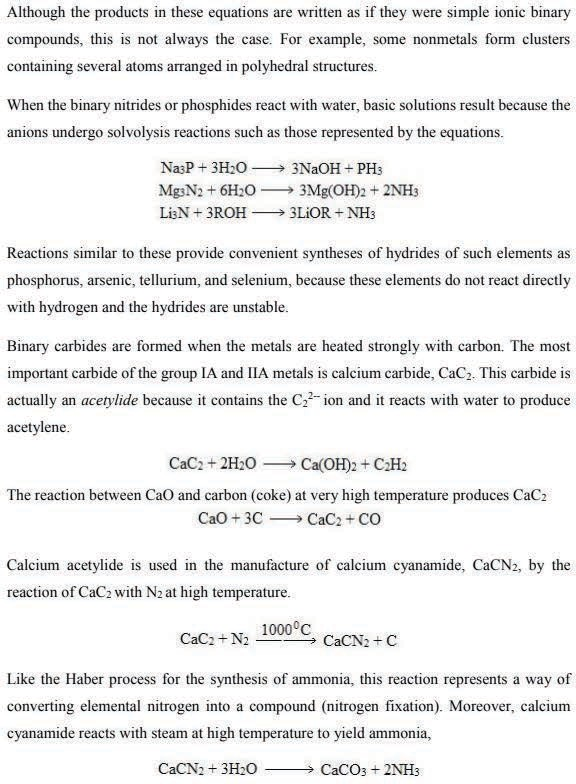 Although the products in these equations are written as if they were simple ionic binary
compounds, this is not always the case. For example, some nonmetals form clusters
containing several atoms arranged in polyhedral structures.
When the binary nitrides or phosphides react with water, basic solutions result because the
anions undergo solvolysis reactions such as those represented by the equations.
Na₃P + 3H₂O ⟶ 3NaOH + PH₃
Mg₃N₂ + 6H₂O ⟶ 3Mg(OH)₂ + 2NH₃
Li₃N + 3ROH ⟶ 3LiOR + NH₃
Reactions similar to these provide convenient syntheses of hydrides of such elements as
phosphorus, arsenic, tellurium, and selenium, because these elements do not react directly
with hydrogen and the hydrides are unstable.
Binary carbides are formed when the metals are heated strongly with carbon. The most
important carbide of the group IA and IIA metals is calcium carbide, CaC₂. This carbide is
actually an acetylide because it contains the C₂²⁻ ion and it reacts with water to produce
acetylene.
CaC₂ + 2H₂O ⟶ Ca(OH)₂ + C₂H₂
The reaction between CaO and carbon (coke) at very high temperature produces CaC₂
CaO + 3C ⟶ CaC₂ + CO
Calcium acetylide is used in the manufacture of calcium cyanamide, CaCN₂, by the
reaction of CaC₂ with N₂ at high temperature.
1000⁰C
CaC₂ + N₂ ⟶ CaCN₂ + C
Like the Haber process for the synthesis of ammonia, this reaction represents a way of
converting elemental nitrogen into a compound (nitrogen fixation). Moreover, calcium
cyanamide reacts with steam at high temperature to yield ammonia,
CaCN₂ + 3H₂O ⟶ CaCO₃ + 2NH₃